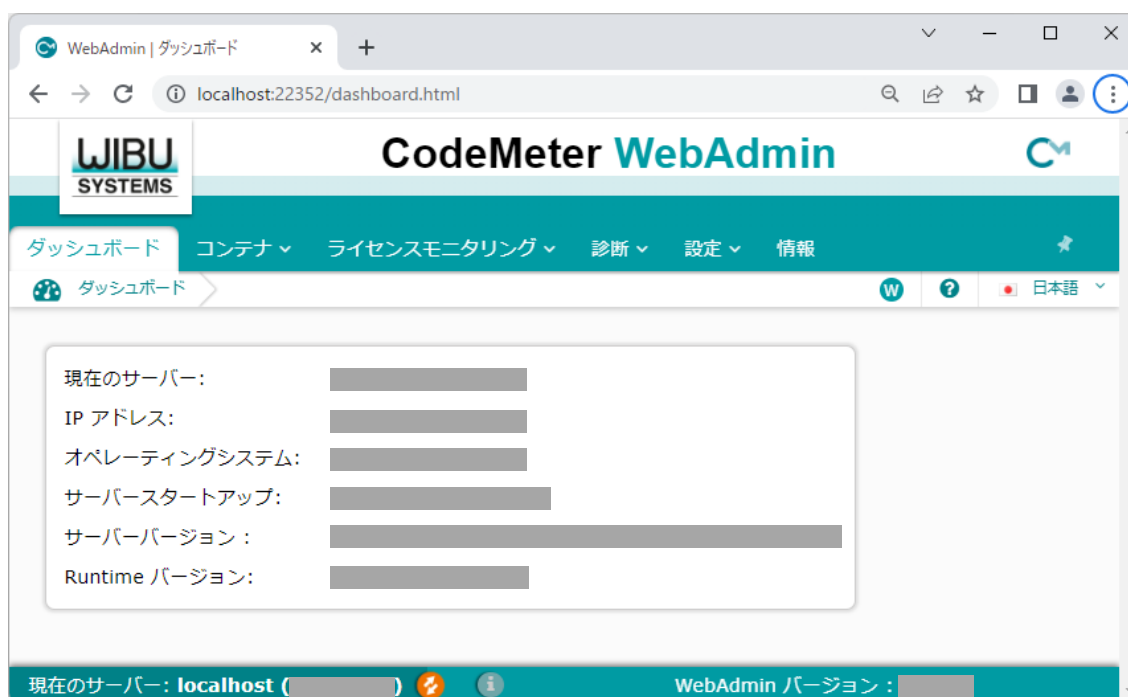 WebAdmin | ダッシュボード
localhost:22352/dashboard.html
WIBU
SYSTEMS
CodeMeter WebAdmin
ダッシュボード コンテナ ライセンスモニタリング 診断 設定 情報
ダッシュボード W ? 日本語
現在のサーバー:
IP アドレス:
オペレーティングシステム:
サーバースタートアップ:
サーバーバージョン :
Runtime バージョン:
現在のサーバー: localhost ( ) i WebAdmin バージョン :